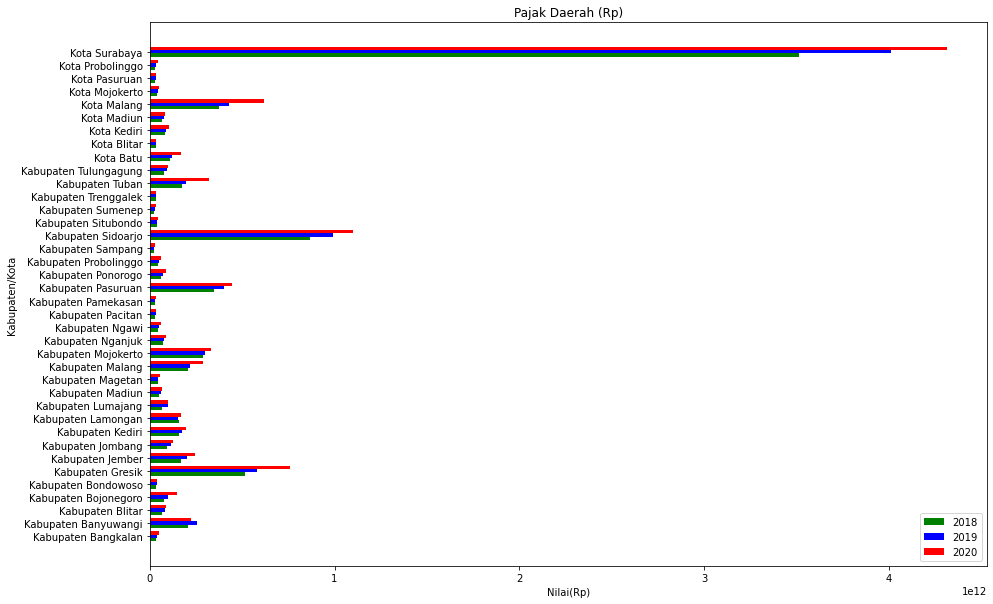 Pajak Daerah (Rp)
Kabupaten/Kota
Kota Surabaya
Kota Probolinggo
Kota Pasuruan
Kota Mojokerto
Kota Malang
Kota Madiun
Kota Kediri
Kota Blitar
Kota Batu
Kabupaten Tulungagung
Kabupaten Tuban
Kabupaten Trenggalek
Kabupaten Sumenep
Kabupaten Situbondo
Kabupaten Sidoarjo
Kabupaten Sampang
Kabupaten Probolinggo
Kabupaten Ponorogo
Kabupaten Pasuruan
Kabupaten Pamekasan
Kabupaten Pacitan
Kabupaten Ngawi
Kabupaten Nganjuk
Kabupaten Mojokerto
Kabupaten Malang
Kabupaten Magetan
Kabupaten Madiun
Kabupaten Lumajang
Kabupaten Lamongan
Kabupaten Kediri
Kabupaten Jombang
Kabupaten Jember
Kabupaten Gresik
Kabupaten Bondowoso
Kabupaten Bojonegoro
Kabupaten Blitar
Kabupaten Banyuwangi
Kabupaten Bangkalan
2018
2019
2020
0 1 2 3 4
1e12
Nilai(Rp)